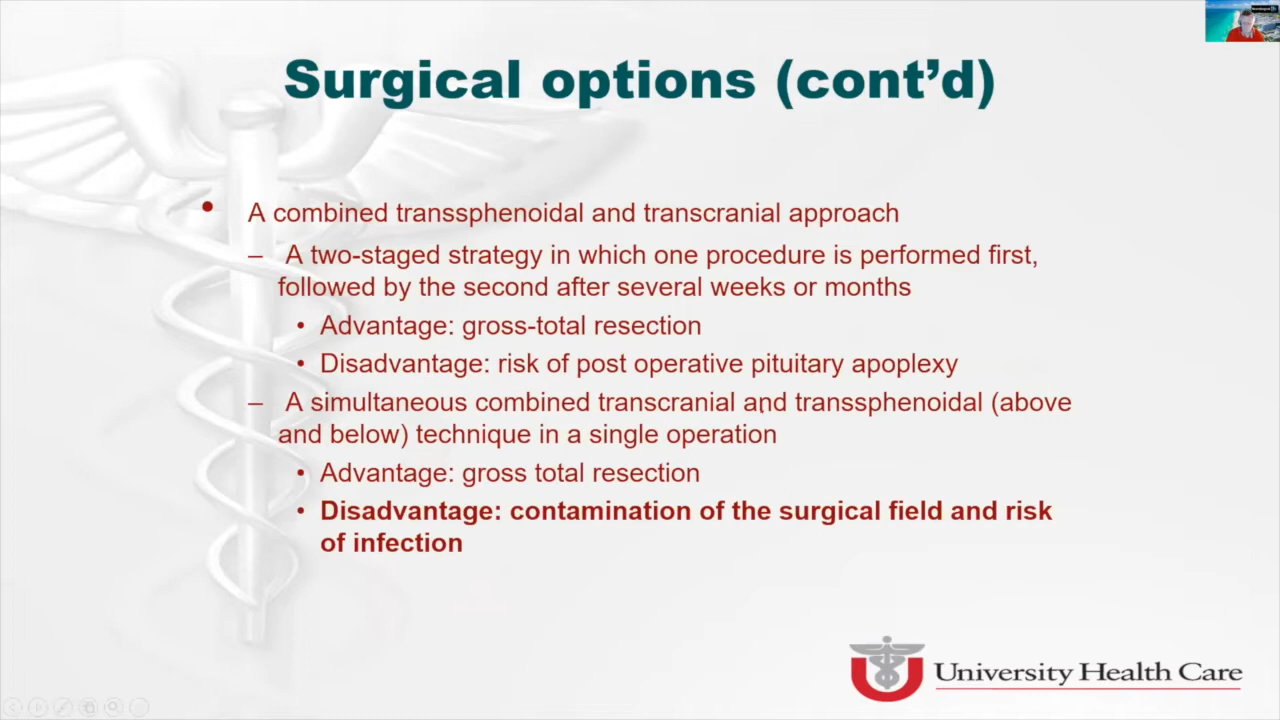 Surgical options (cont’d)
• A combined transsphenoidal and transcranial approach
– A two-staged strategy in which one procedure is performed first,
followed by the second after several weeks or months
• Advantage: gross-total resection
• Disadvantage: risk of post operative pituitary apoplexy
– A simultaneous combined transcranial and transsphenoidal (above
and below) technique in a single operation
• Advantage: gross total resection
• Disadvantage: contamination of the surgical field and risk
of infection
University Health Care